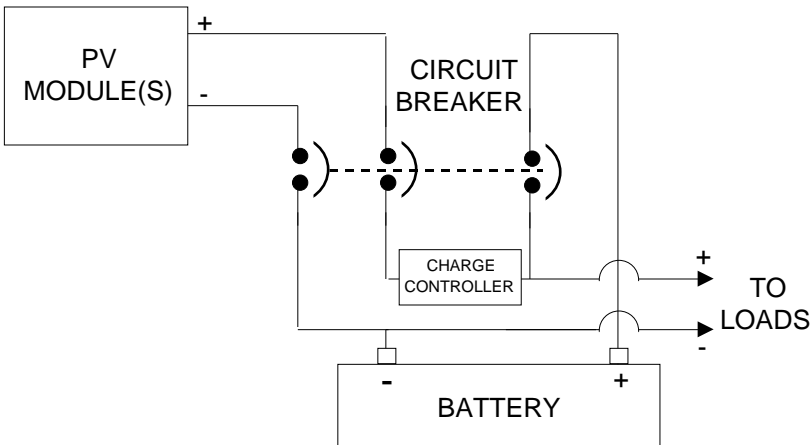 PV
MODULE(S)
+
-
CIRCUIT
BREAKER
CHARGE
CONTROLLER
+
TO
LOADS
-
- +
BATTERY